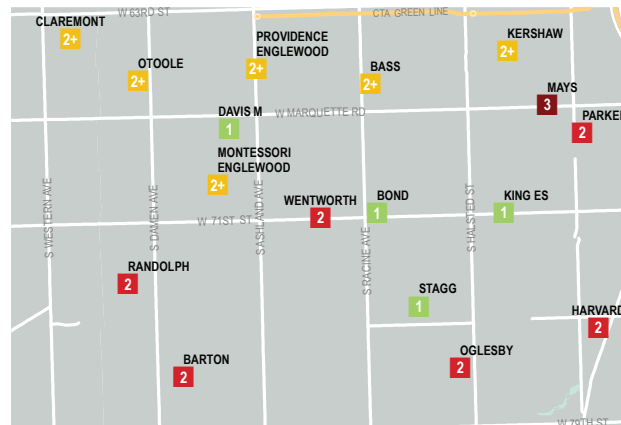 W 63RD ST
CTA GREEN LINE
CLAREMONT
2+
OTOOLE
2+
PROVIDENCE
ENGLEWOOD
2+
BASS
2+
KERSHAW
2+
MAYS
3
PARKER
2
DAVIS M
1
W MARQUETTE RD
MONTESSORI
ENGLEWOOD
2+
WENTWORTH
2
BOND
1
KING ES
1
W 71ST ST
S WESTERN AVE
S DAMEN AVE
S ASHLAND AVE
S RACINE AVE
S HALSTED ST
RANDOLPH
2
STAGG
1
HARVARD
2
BARTON
2
OGLESBY
2
W 79TH ST